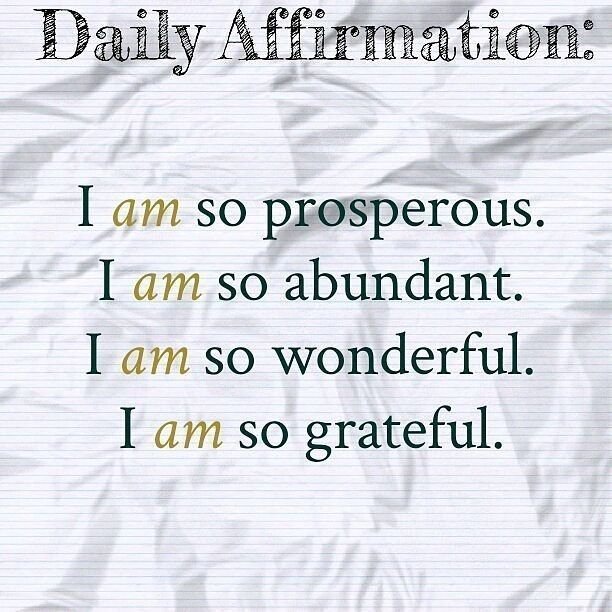 Daily Affirmation:
I am so prosperous.
I am so abundant.
I am so wonderful.
I am so grateful.